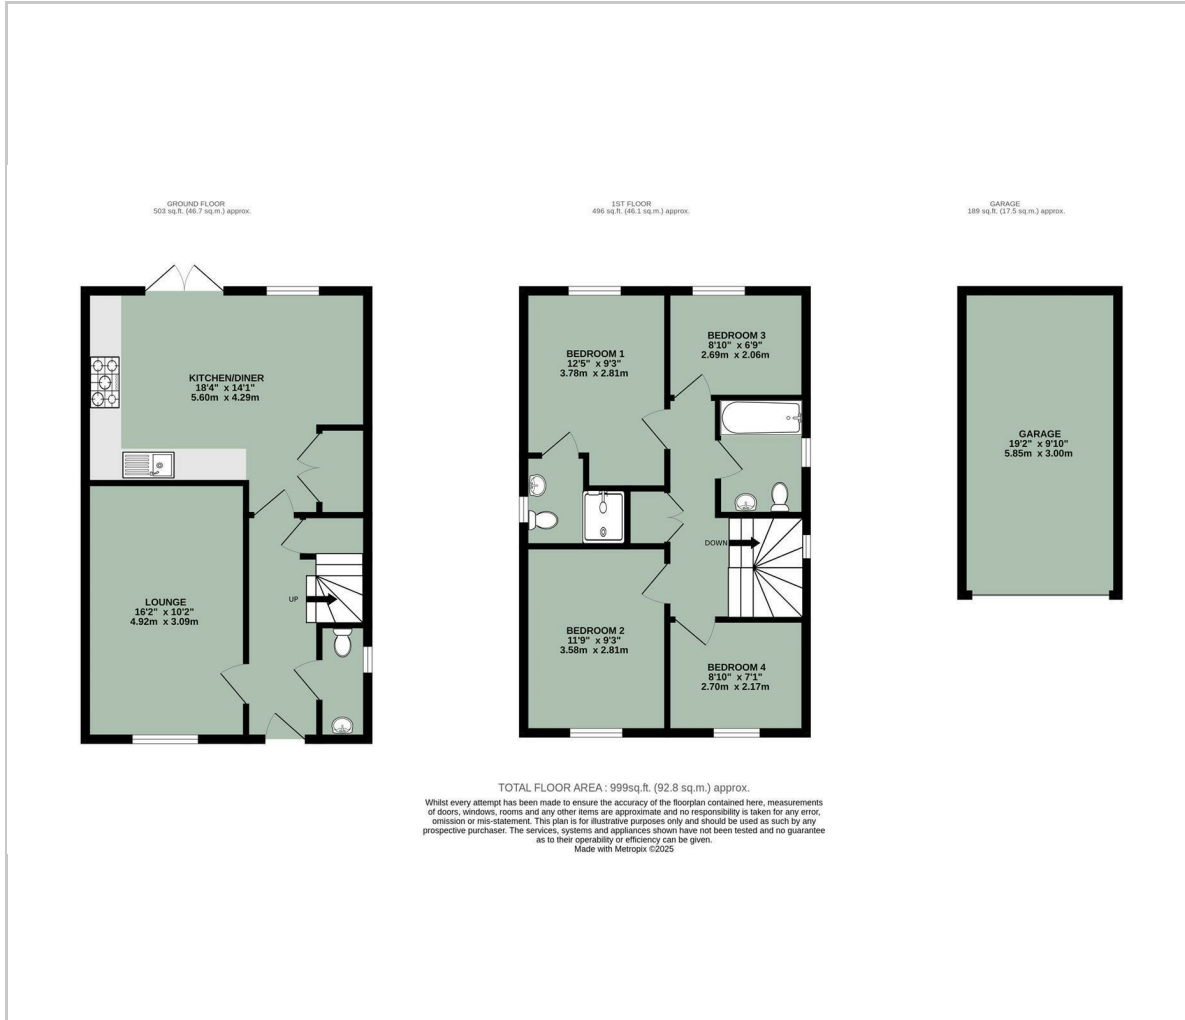 GROUND FLOOR
503 sq.ft. (46.7 sq.m.) approx.
1ST FLOOR
496 sq.ft. (46.1 sq.m.) approx.
GARAGE
189 sq.ft. (17.5 sq.m.) approx.
KITCHEN/DINER
18'4" x 14'1"
5.60m x 4.29m
LOUNGE
16'2" x 10'2"
4.92m x 3.09m
UP
BEDROOM 1
12'5" x 9'3"
3.78m x 2.81m
BEDROOM 3
8'10" x 6'9"
2.69m x 2.06m
DOWN
BEDROOM 2
11'9" x 9'3"
3.58m x 2.81m
BEDROOM 4
8'10" x 7'1"
2.70m x 2.17m
GARAGE
19'2" x 9'10"
5.85m x 3.00m
TOTAL FLOOR AREA : 999sq.ft. (92.8 sq.m.) approx.
Whilst every attempt has been made to ensure the accuracy of the floorplan contained here, measurements
of doors, windows, rooms and any other items are approximate and no responsibility is taken for any error,
omission or mis-statement. This plan is for illustrative purposes only and should be used as such by any
prospective purchaser. The services, systems and appliances shown have not been tested and no guarantee
as to their operability or efficiency can be given.
Made with Metropix ©2025